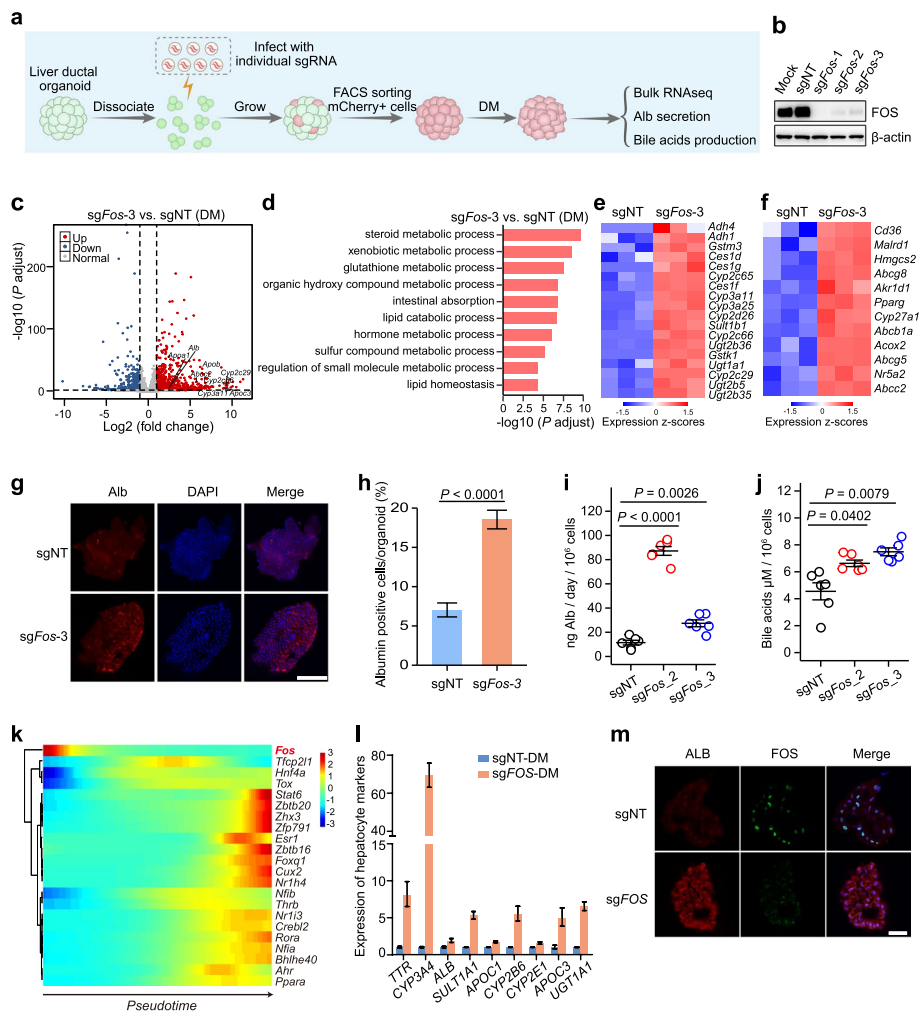 a
Liver ductal
organoid
Dissociate
Infect with
individual sgRNA
Grow
FACS sorting
mCherry+ cells
DM
Bulk RNAseq
Alb secretion
Bile acids production
b
Mock
sgNT
sgFos-1
sgFos-2
sgFos-3
FOS
β-actin
c
sgFos-3 vs. sgNT (DM)
Up
Down
Normal
-log10 (P adjust)
200
100
0
Alb
Apoa1
Apob
Cyp2c29
Cyp3a11
Apoc3
-10
-5
0
5
10
Log2 (fold change)
d
sgFos-3 vs. sgNT (DM)
steroid metabolic process
xenobiotic metabolic process
glutathione metabolic process
organic hydroxy compound metabolic process
intestinal absorption
lipid catabolic process
hormone metabolic process
sulfur compound metabolic process
regulation of small molecule metabolic process
lipid homeostasis
0
2.5
5
7.5
10
-log10 (P adjust)
e
sgNT
sgFos-3
Adh4
Adh1
Gstm3
Ces1d
Ces1g
Cyp2c65
Ces1f
Cyp3a11
Cyp3a25
Cyp2d26
Sult1b1
Cyp2c66
Ugt2b36
Gstk1
Ugt1a1
Cyp2c29
Ugt2b5
Ugt2b35
-1.5
0
1.5
Expression z-scores
f
sgNT
sgFos-3
Cd36
Malrd1
Hmgcs2
Abcg8
Akr1d1
Pparg
Cyp27a1
Abcb1a
Acox2
Abcg5
Nr5a2
Abcc2
-1.5
0
1.5
Expression z-scores
g
Alb
DAPI
Merge
sgNT
sgFos-3
h
P < 0.0001
Albumin positive cells/organoid (%)
20
15
10
5
0
sgNT
sgFos-3
i
P = 0.0026
P < 0.0001
ng Alb / day / 10⁶ cells
120
100
80
60
40
20
0
sgNT
sgFos_2
sgFos_3
j
P = 0.0079
P = 0.0402
Bile acids μM / 10⁶ cells
12
10
8
6
4
2
0
sgNT
sgFos_2
sgFos_3
k
Fos
Tfcp2l1
Hnf4a
Tox
Stat6
Zbtb20
Zhx3
Zfp791
Esr1
Zbtb16
Foxq1
Cux2
Nr1h4
Nfib
Thrb
Nr1i3
Crebl2
Rora
Nfia
Bhlhe40
Ahr
Ppara
3
2
1
0
-1
-2
-3
Pseudotime
l
sgNT-DM
sgFOS-DM
Expression of hepatocyte markers
80
60
40
10
5
0
TTR
CYP3A4
ALB
SULT1A1
APOC1
CYP2B6
CYP2E1
APOC3
UGT1A1
m
ALB
FOS
Merge
sgNT
sgFOS